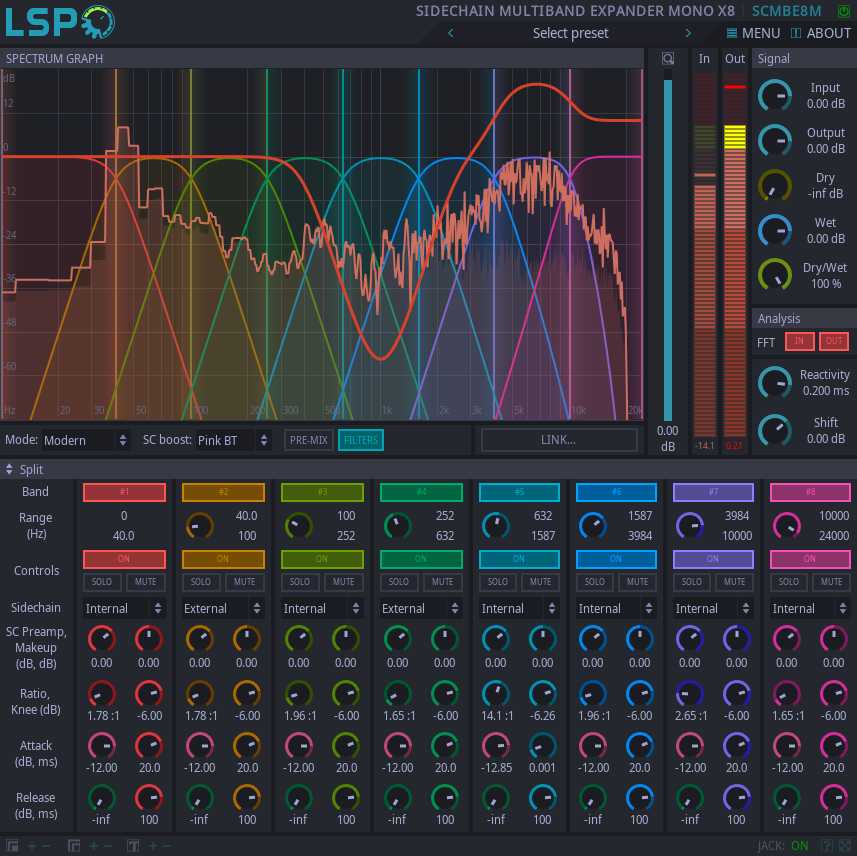 LSP SIDECHAIN MULTIBAND EXPANDER MONO X8 SCMBE8M
< Select preset > MENU ABOUT
SPECTRUM GRAPH In Out Signal
dB
12
0
-12
-24
-36
-48
-60
Hz 20 30 50 100 200 300 500 1k 2k 3k 5k 10k 20k
0.00
dB
-14.1 0.21
Input
0.00 dB
Output
0.00 dB
Dry
-inf dB
Wet
0.00 dB
Dry/Wet
100 %
Analysis
FFT IN OUT
Reactivity
0.200 ms
Shift
0.00 dB
Mode: Modern SC boost: Pink BT PRE-MIX FILTERS LINK...
Split
Band #1 #2 #3 #4 #5 #6 #7 #8
Range
(Hz)
0 40.0 100 252 632 1587 3984 10000
40.0 100 252 632 1587 3984 10000 24000
Controls
ON ON ON ON ON ON ON ON
SOLO MUTE SOLO MUTE SOLO MUTE SOLO MUTE SOLO MUTE SOLO MUTE SOLO MUTE SOLO MUTE
Sidechain Internal External Internal External Internal Internal Internal Internal
SC Preamp,
Makeup
(dB, dB)
0.00 0.00 0.00 0.00 0.00 0.00 0.00 0.00 0.00 0.00 0.00 0.00 0.00 0.00 0.00 0.00
Ratio,
Knee (dB)
1.78 :1 -6.00 1.78 :1 -6.00 1.96 :1 -6.00 1.65 :1 -6.00 14.1 :1 -6.26 1.96 :1 -6.00 2.65 :1 -6.00 1.65 :1 -6.00
Attack
(dB, ms)
-12.00 20.0 -12.00 20.0 -12.00 20.0 -12.00 20.0 -12.85 0.001 -12.00 20.0 -12.00 20.0 -12.00 20.0
Release
(dB, ms)
-inf 100 -inf 100 -inf 100 -inf 100 -inf 100 -inf 100 -inf 100 -inf 100
JACK: ON ?